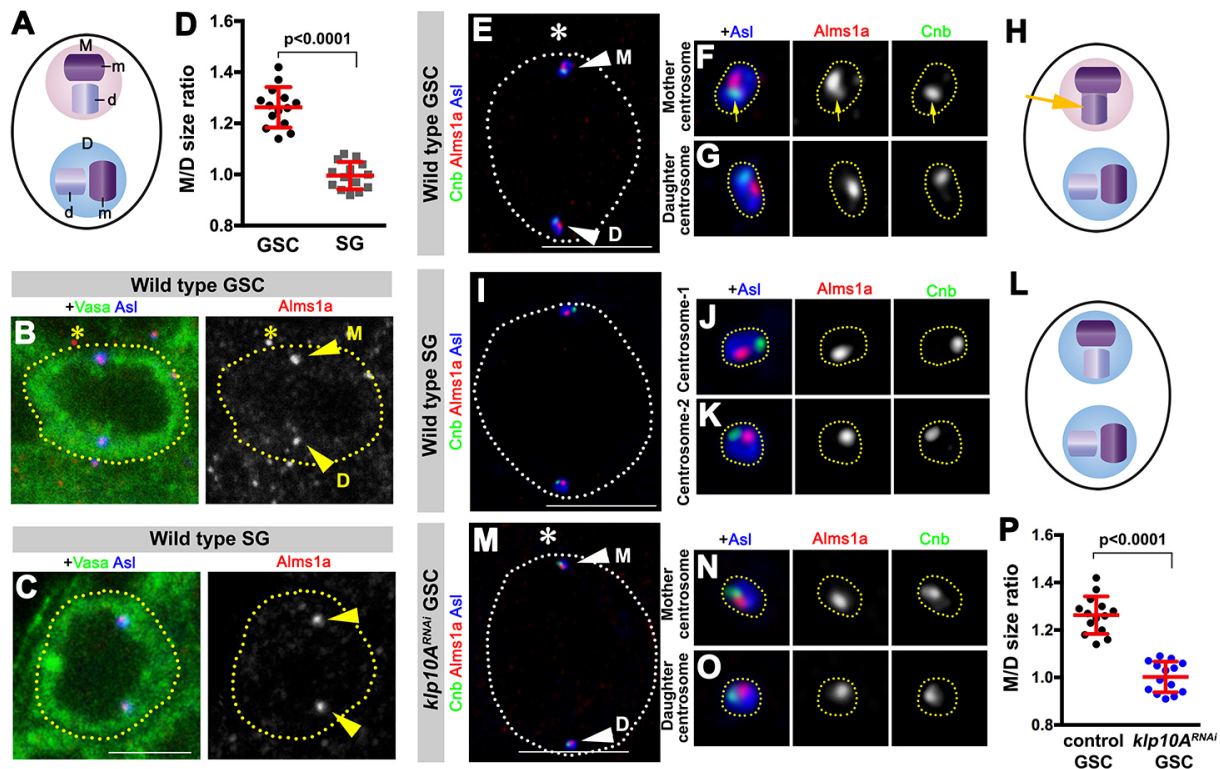 A
M
m
d
D
d
m
D
M/D size ratio
1.6
1.4
1.2
1.0
0.8
p<0.0001
GSC
SG
Wild type GSC
+Vasa Asl
Alms1a
B
*
*
M
D
Wild type SG
+Vasa Asl
Alms1a
C
Wild type GSC
Cnb Alms1a Asl
E
*
M
D
+Asl
Alms1a
Cnb
Mother
centrosome
F
Daughter
centrosome
G
H
Wild type SG
Cnb Alms1a Asl
I
+Asl
Alms1a
Cnb
Centrosome-1
J
Centrosome-2
K
L
klp10A^RNAi GSC
Cnb Alms1a Asl
M
*
M
D
+Asl
Alms1a
Cnb
Mother
centrosome
N
Daughter
centrosome
O
P
M/D size ratio
1.6
1.4
1.2
1.0
0.8
p<0.0001
control
GSC
klp10A^RNAi
GSC